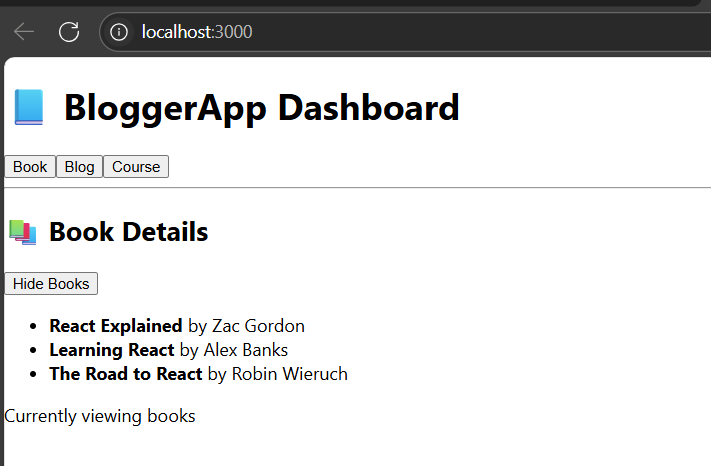 localhost:3000
📘 BloggerApp Dashboard
Book Blog Course
📚 Book Details
Hide Books
• React Explained by Zac Gordon
• Learning React by Alex Banks
• The Road to React by Robin Wieruch
Currently viewing books